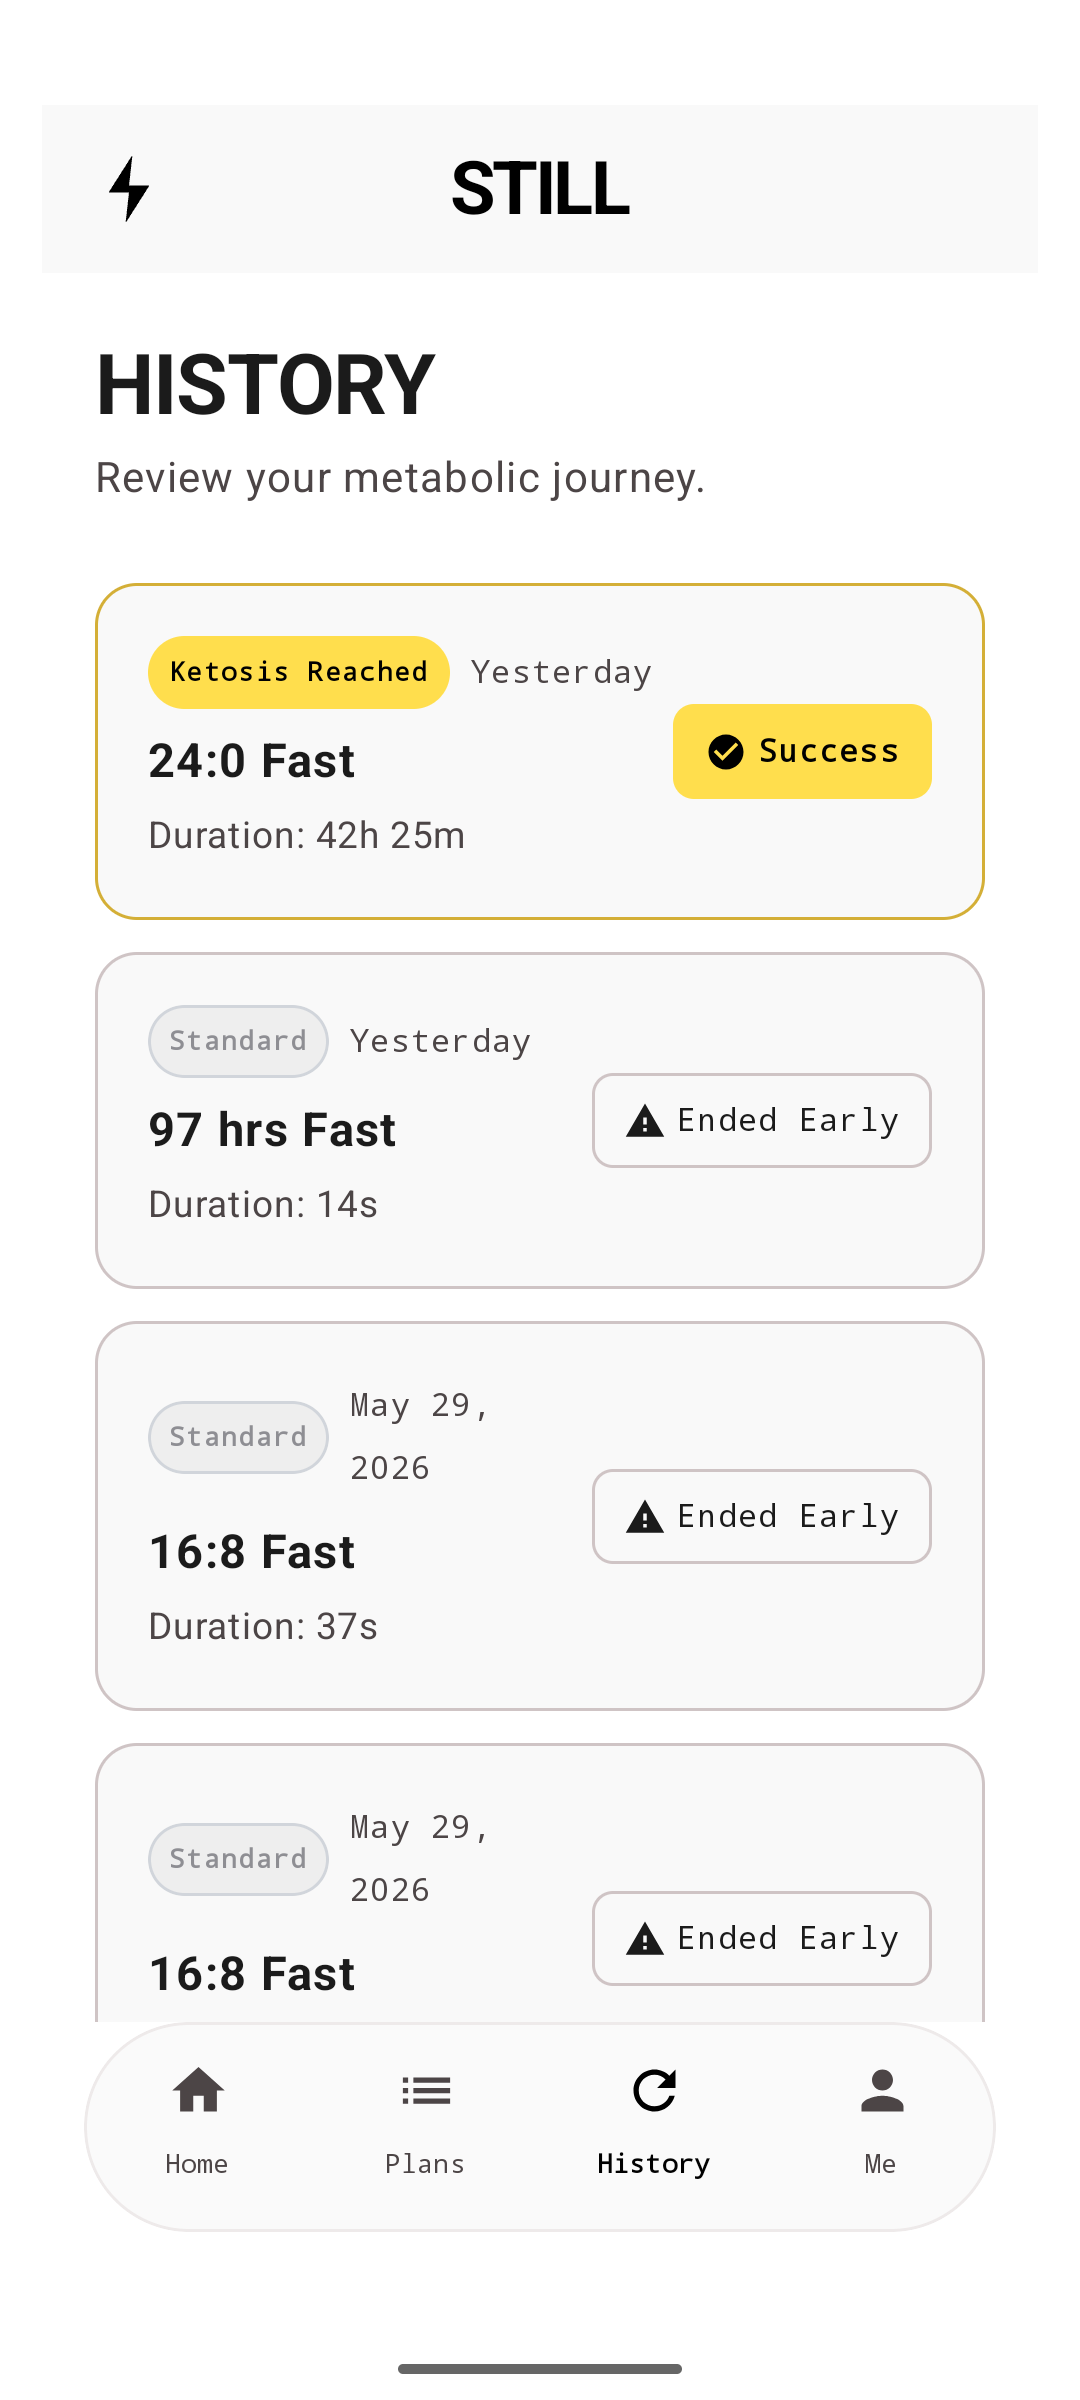 STILL
HISTORY
Review your metabolic journey.
Ketosis Reached Yesterday
24:0 Fast
Success
Duration: 42h 25m
Standard Yesterday
97 hrs Fast
Ended Early
Duration: 14s
Standard
May 29,
2026
Ended Early
16:8 Fast
Duration: 37s
Standard
May 29,
2026
Ended Early
16:8 Fast
Home Plans History Me